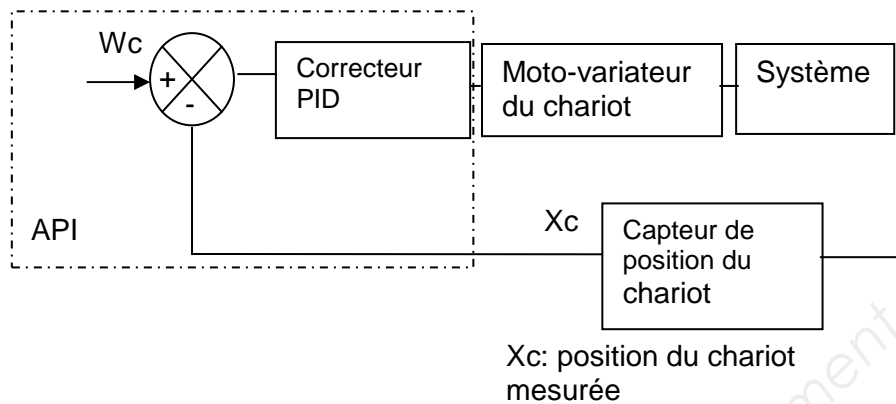 Wc
+
-
Correcteur
PID
Moto-variateur
du chariot
Système
API
Xc
Capteur de
position du
chariot
Xc: position du chariot
mesurée
ment